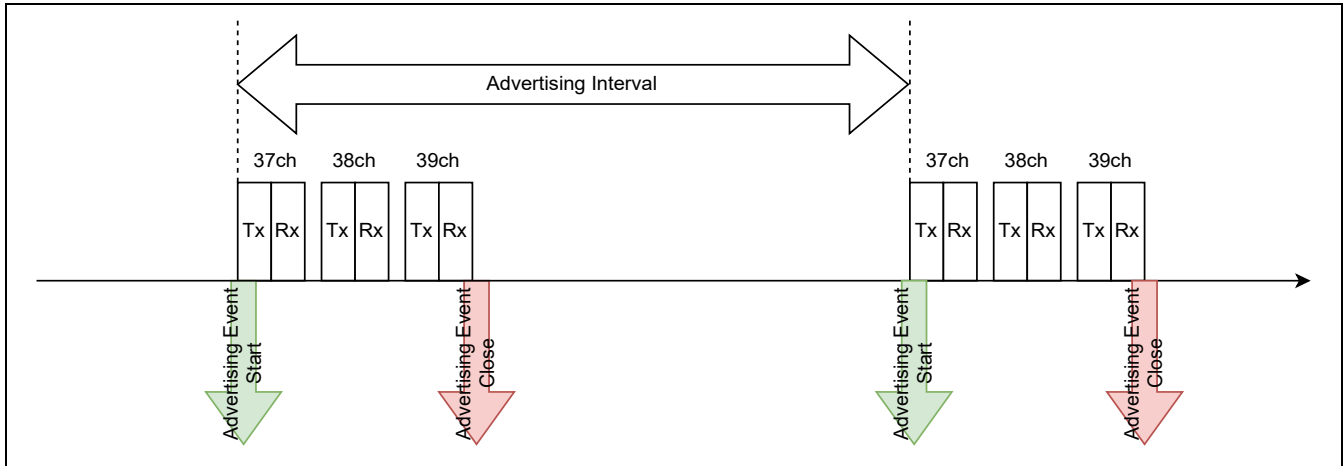 Advertising Interval
37ch
38ch
39ch
37ch
38ch
39ch
Tx
Rx
Tx
Rx
Tx
Rx
Tx
Rx
Tx
Rx
Tx
Rx
Advertising Event
Start
Advertising Event
Close
Advertising Event
Start
Advertising Event
Close